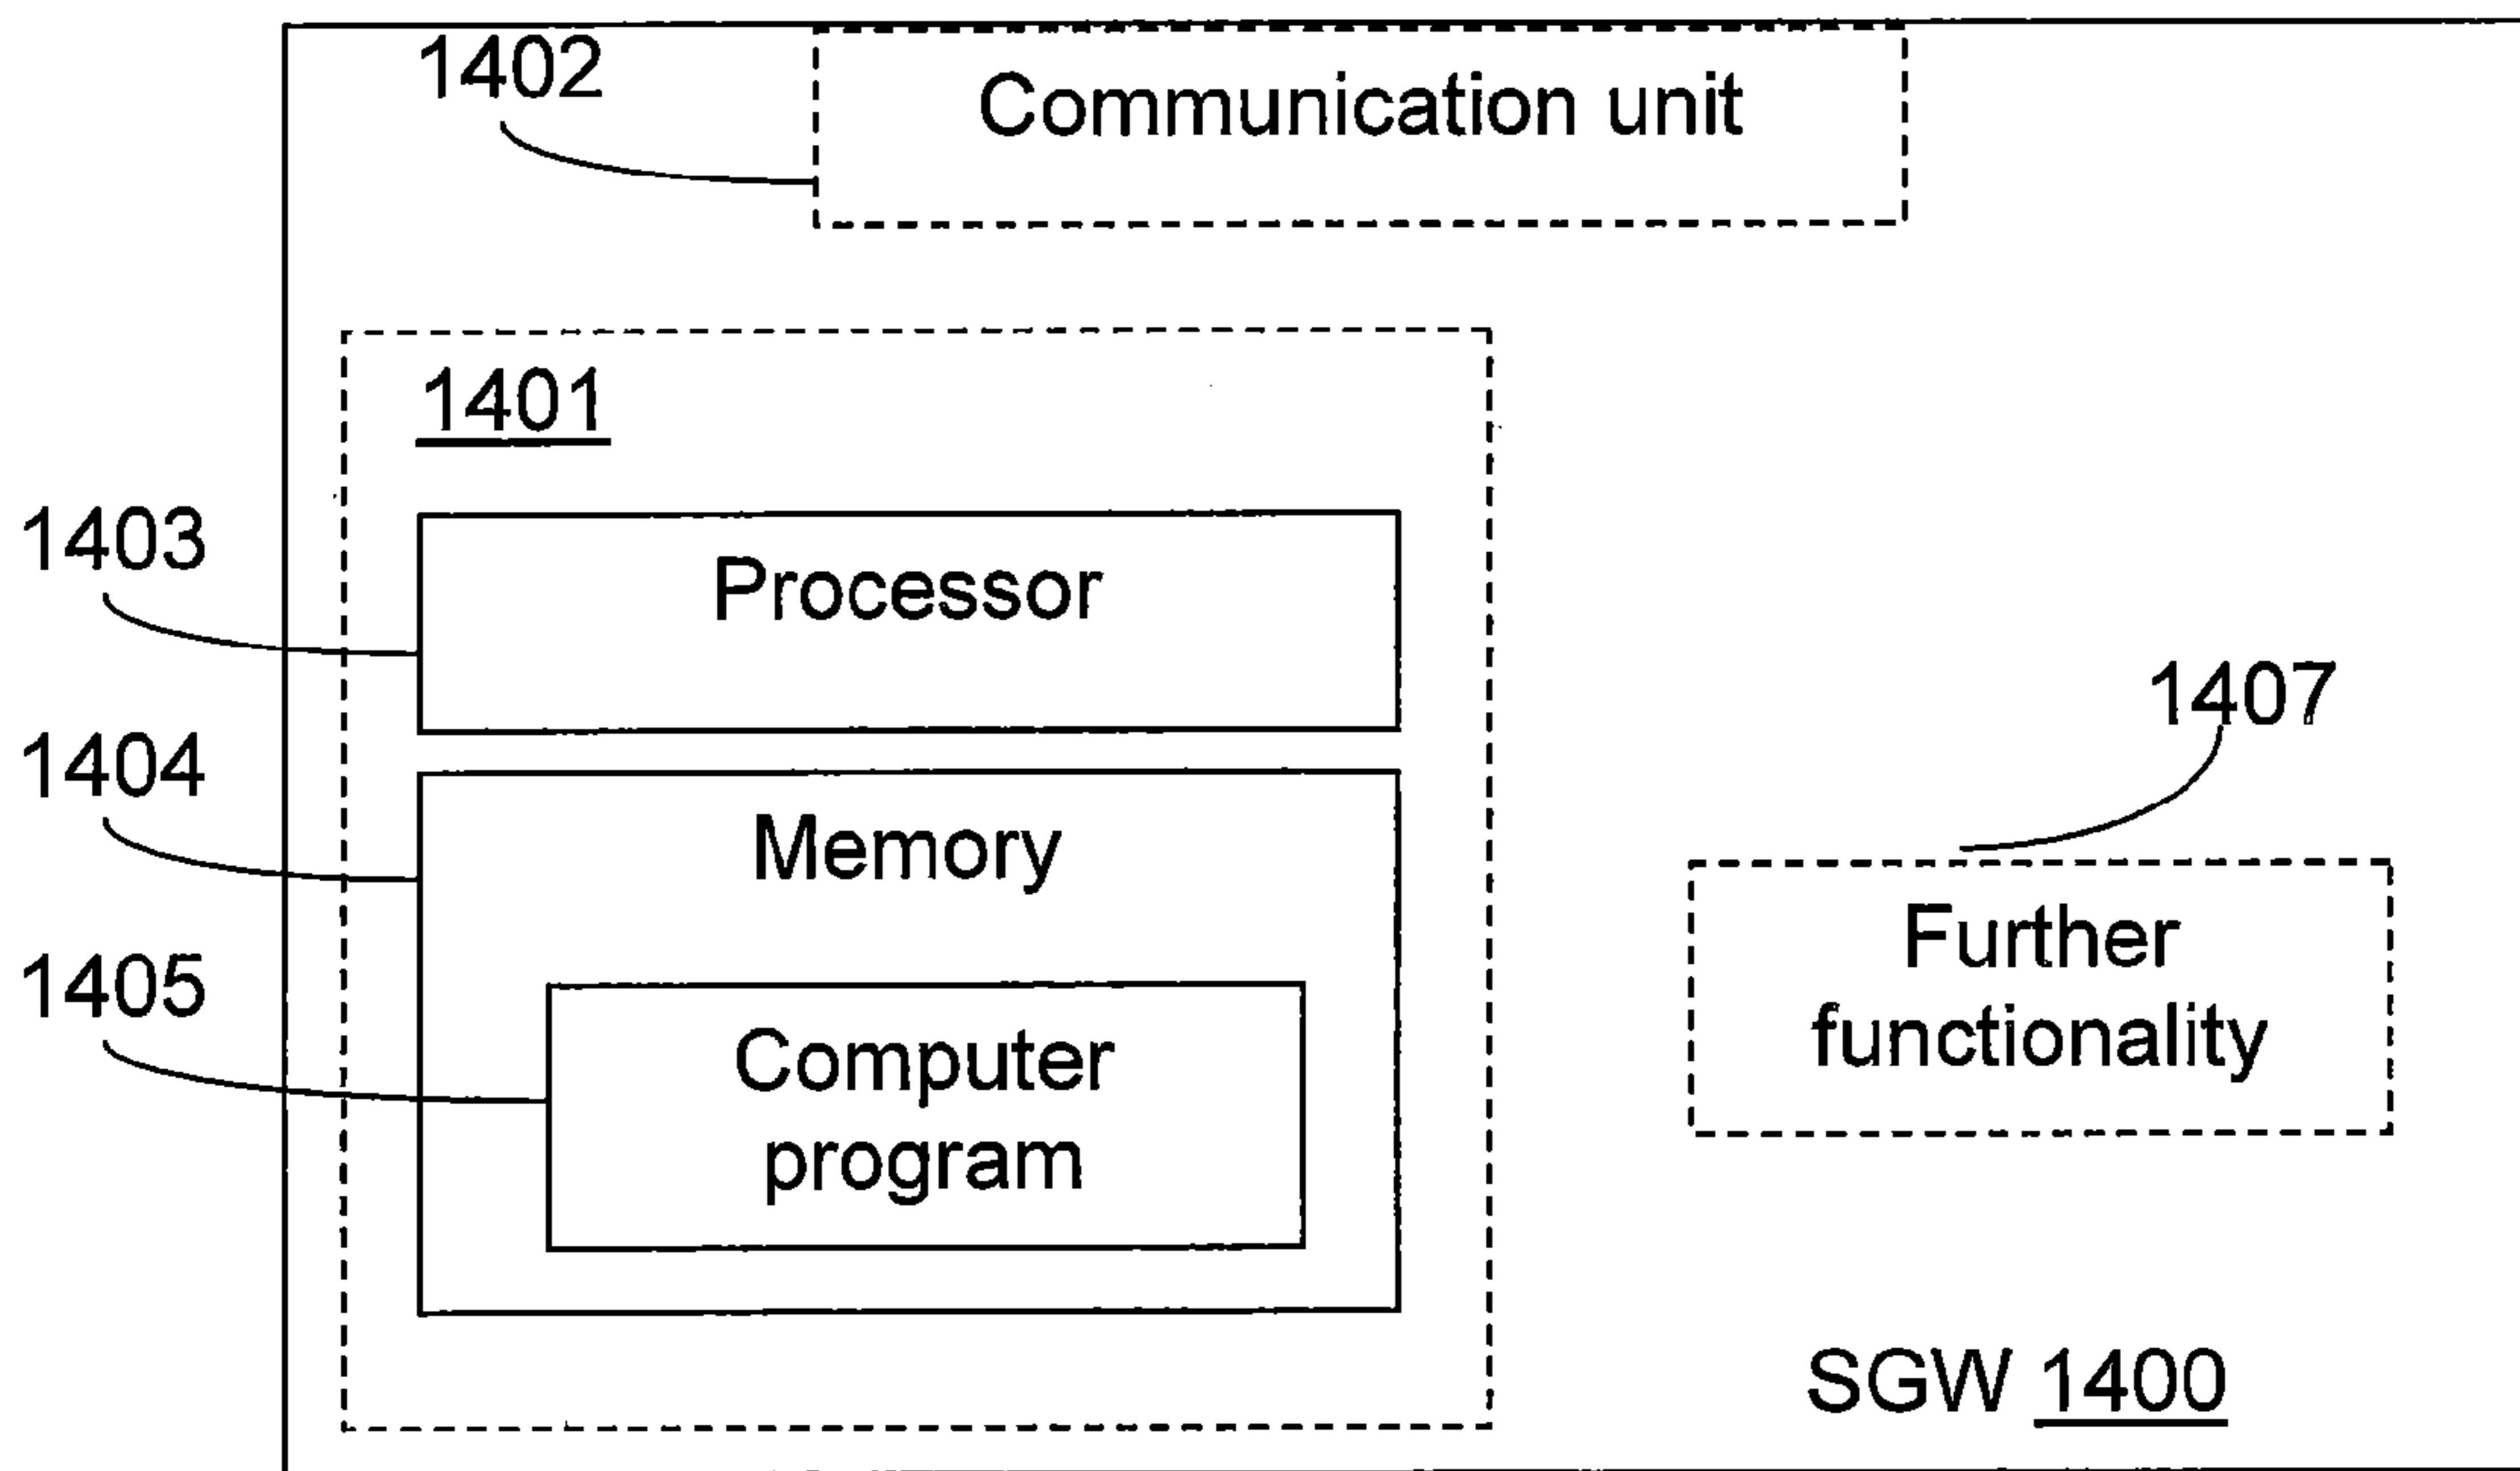 1402
Communication unit
1401
1403
Processor
1407
1404
Memory
Further
functionality
1405
Computer
program
SGW 1400